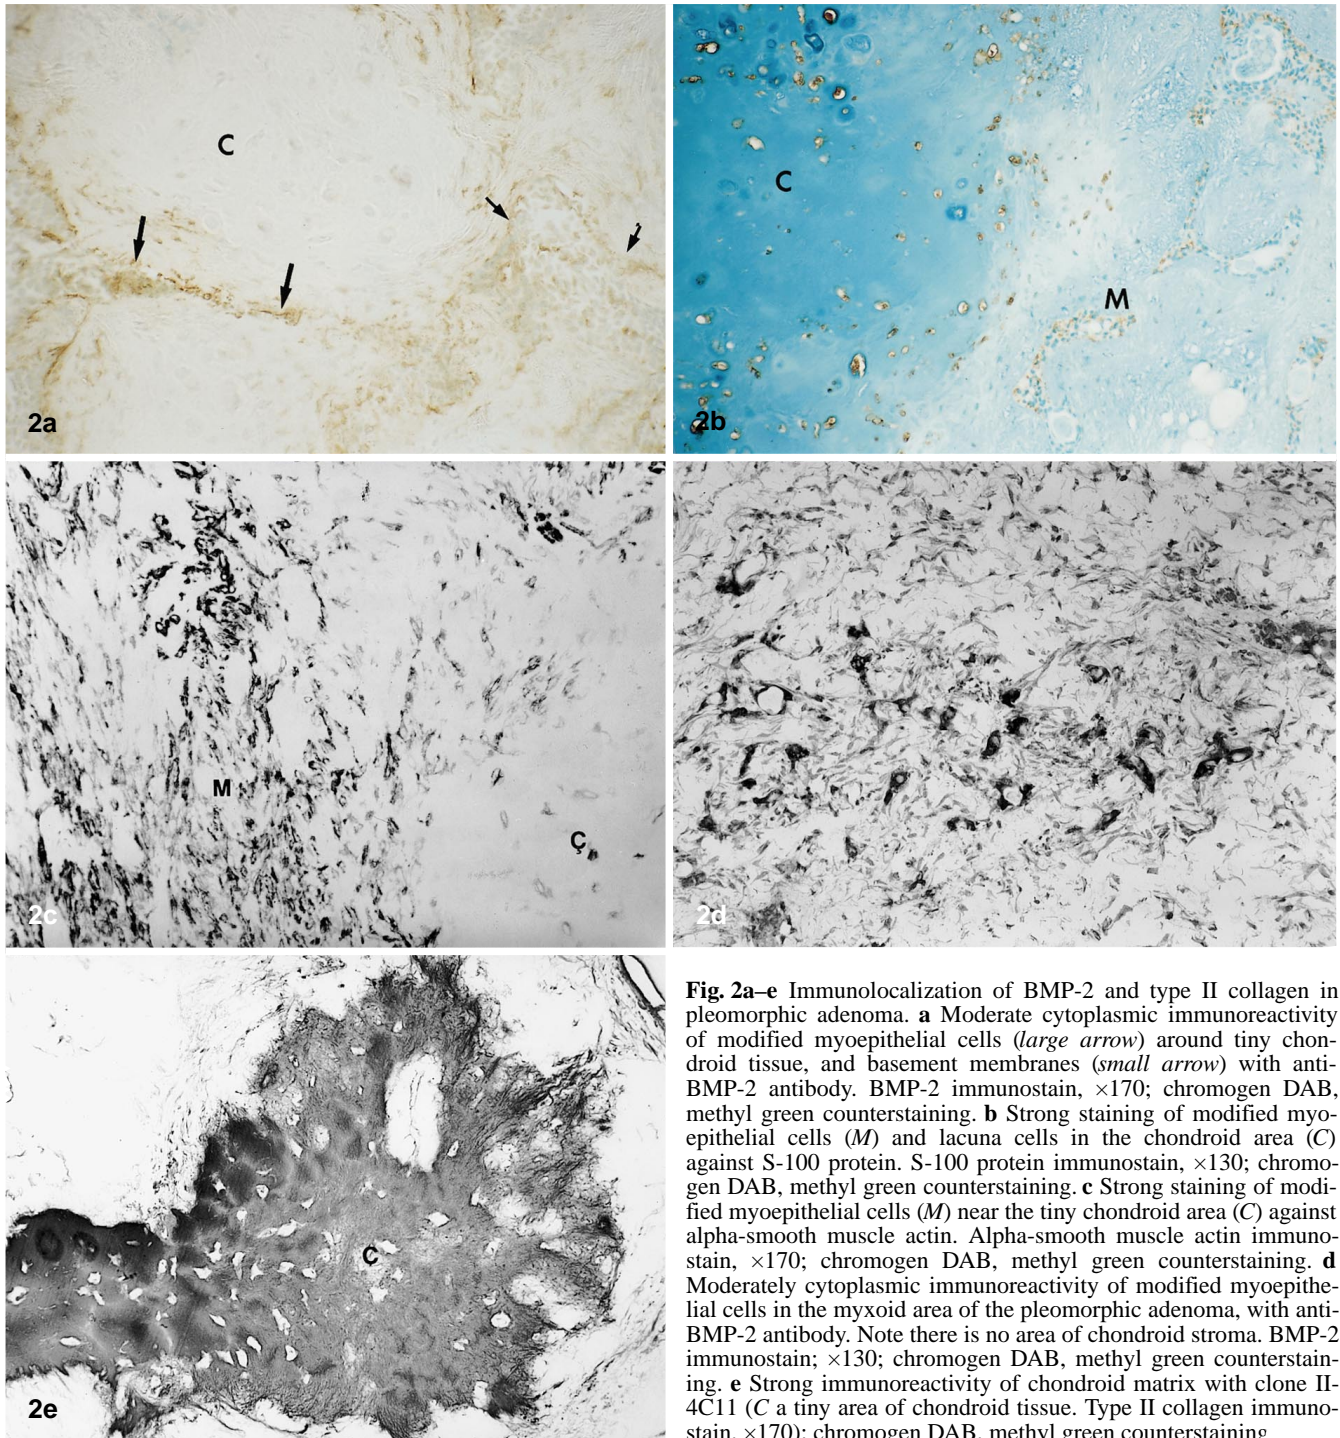 C
2a
C
M
2b
M
C
2c
2d
C
2e
Fig. 2a–e Immunolocalization of BMP-2 and type II collagen in
pleomorphic adenoma. a Moderate cytoplasmic immunoreactivity
of modified myoepithelial cells (large arrow) around tiny chon-
droid tissue, and basement membranes (small arrow) with anti-
BMP-2 antibody. BMP-2 immunostain, ×170; chromogen DAB,
methyl green counterstaining. b Strong staining of modified myo-
epithelial cells (M) and lacuna cells in the chondroid area (C)
against S-100 protein. S-100 protein immunostain, ×130; chromo-
gen DAB, methyl green counterstaining. c Strong staining of modi-
fied myoepithelial cells (M) near the tiny chondroid area (C) against
alpha-smooth muscle actin. Alpha-smooth muscle actin immuno-
stain, ×170; chromogen DAB, methyl green counterstaining. d
Moderately cytoplasmic immunoreactivity of modified myoepithe-
lial cells in the myxoid area of the pleomorphic adenoma, with anti-
BMP-2 antibody. Note there is no area of chondroid stroma. BMP-2
immunostain; ×130; chromogen DAB, methyl green counterstain-
ing. e Strong immunoreactivity of chondroid matrix with clone II-
4C11 (C a tiny area of chondroid tissue. Type II collagen immuno-
stain, ×170); chromogen DAB, methyl green counterstaining